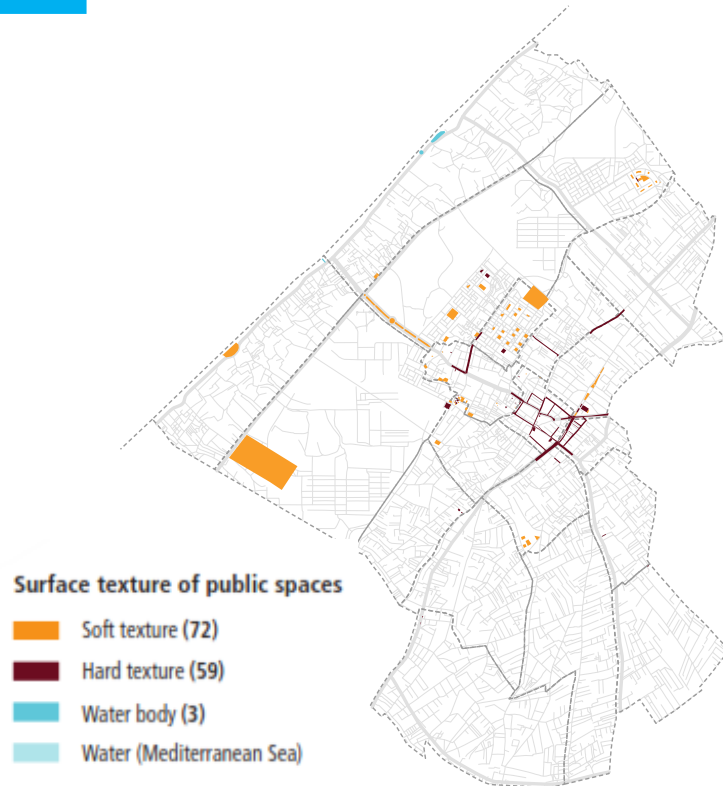 Surface texture of public spaces
Soft texture (72)
Hard texture (59)
Water body (3)
Water (Mediterranean Sea)